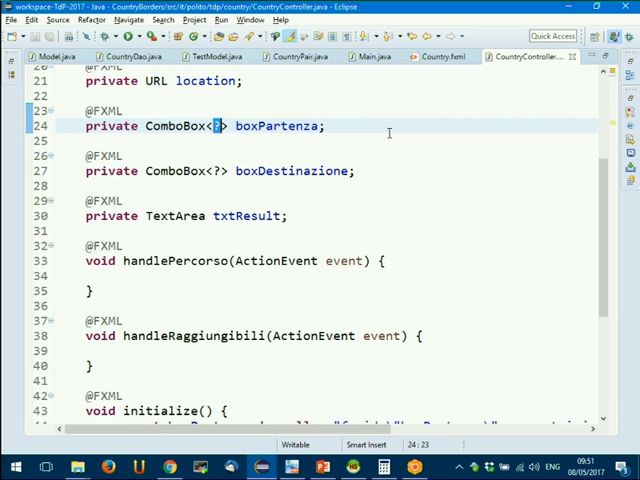 workspace-TdP-2017 - Java - CountryBorders/src/it/polito/tdp/country/CountryController.java - Eclipse
File Edit Source Refactor Navigate Search Project Run Window Help
Quick Access
Model.java CountryDao.java TestModel.java CountryPair.java Main.java Country.fxml CountryController....
20 @FXML
21 private URL location;
22
23 @FXML
24 private ComboBox<?> boxPartenza;
25
26 @FXML
27 private ComboBox<?> boxDestinazione;
28
29 @FXML
30 private TextArea txtResult;
31
32 @FXML
33 void handlePercorso(ActionEvent event) {
34
35 }
36
37 @FXML
38 void handleRaggiungibili(ActionEvent event) {
39
40 }
41
42 @FXML
43 void initialize() {
44
Writable Smart Insert 24 : 23
09:51
08/05/2017